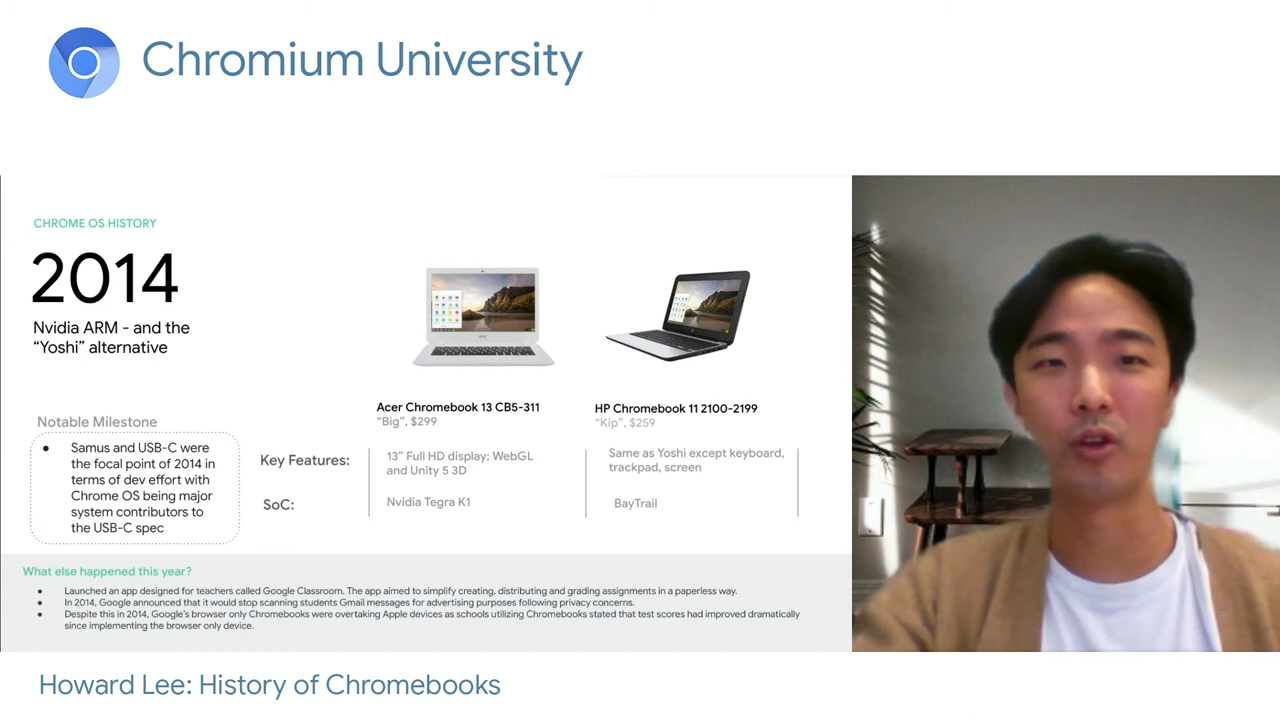 Chromium University
CHROME OS HISTORY
2014
Nvidia ARM - and the
“Yoshi” alternative
Notable Milestone
● Samus and USB-C were
the focal point of 2014 in
terms of dev effort with
Chrome OS being major
system contributors to
the USB-C spec
Acer Chromebook 13 CB5-311
“Big”, $299
HP Chromebook 11 2100-2199
“Kip”, $259
Key Features:
13” Full HD display; WebGL
and Unity 5 3D
Same as Yoshi except keyboard,
trackpad, screen
SoC:
Nvidia Tegra K1
BayTrail
What else happened this year?
● Launched an app designed for teachers called Google Classroom. The app aimed to simplify creating, distributing and grading assignments in a paperless way.
● In 2014, Google announced that it would stop scanning students Gmail messages for advertising purposes following privacy concerns.
● Despite this in 2014, Google’s browser only Chromebooks were overtaking Apple devices as schools utilizing Chromebooks stated that test scores had improved dramatically
since implementing the browser only device.
Howard Lee: History of Chromebooks